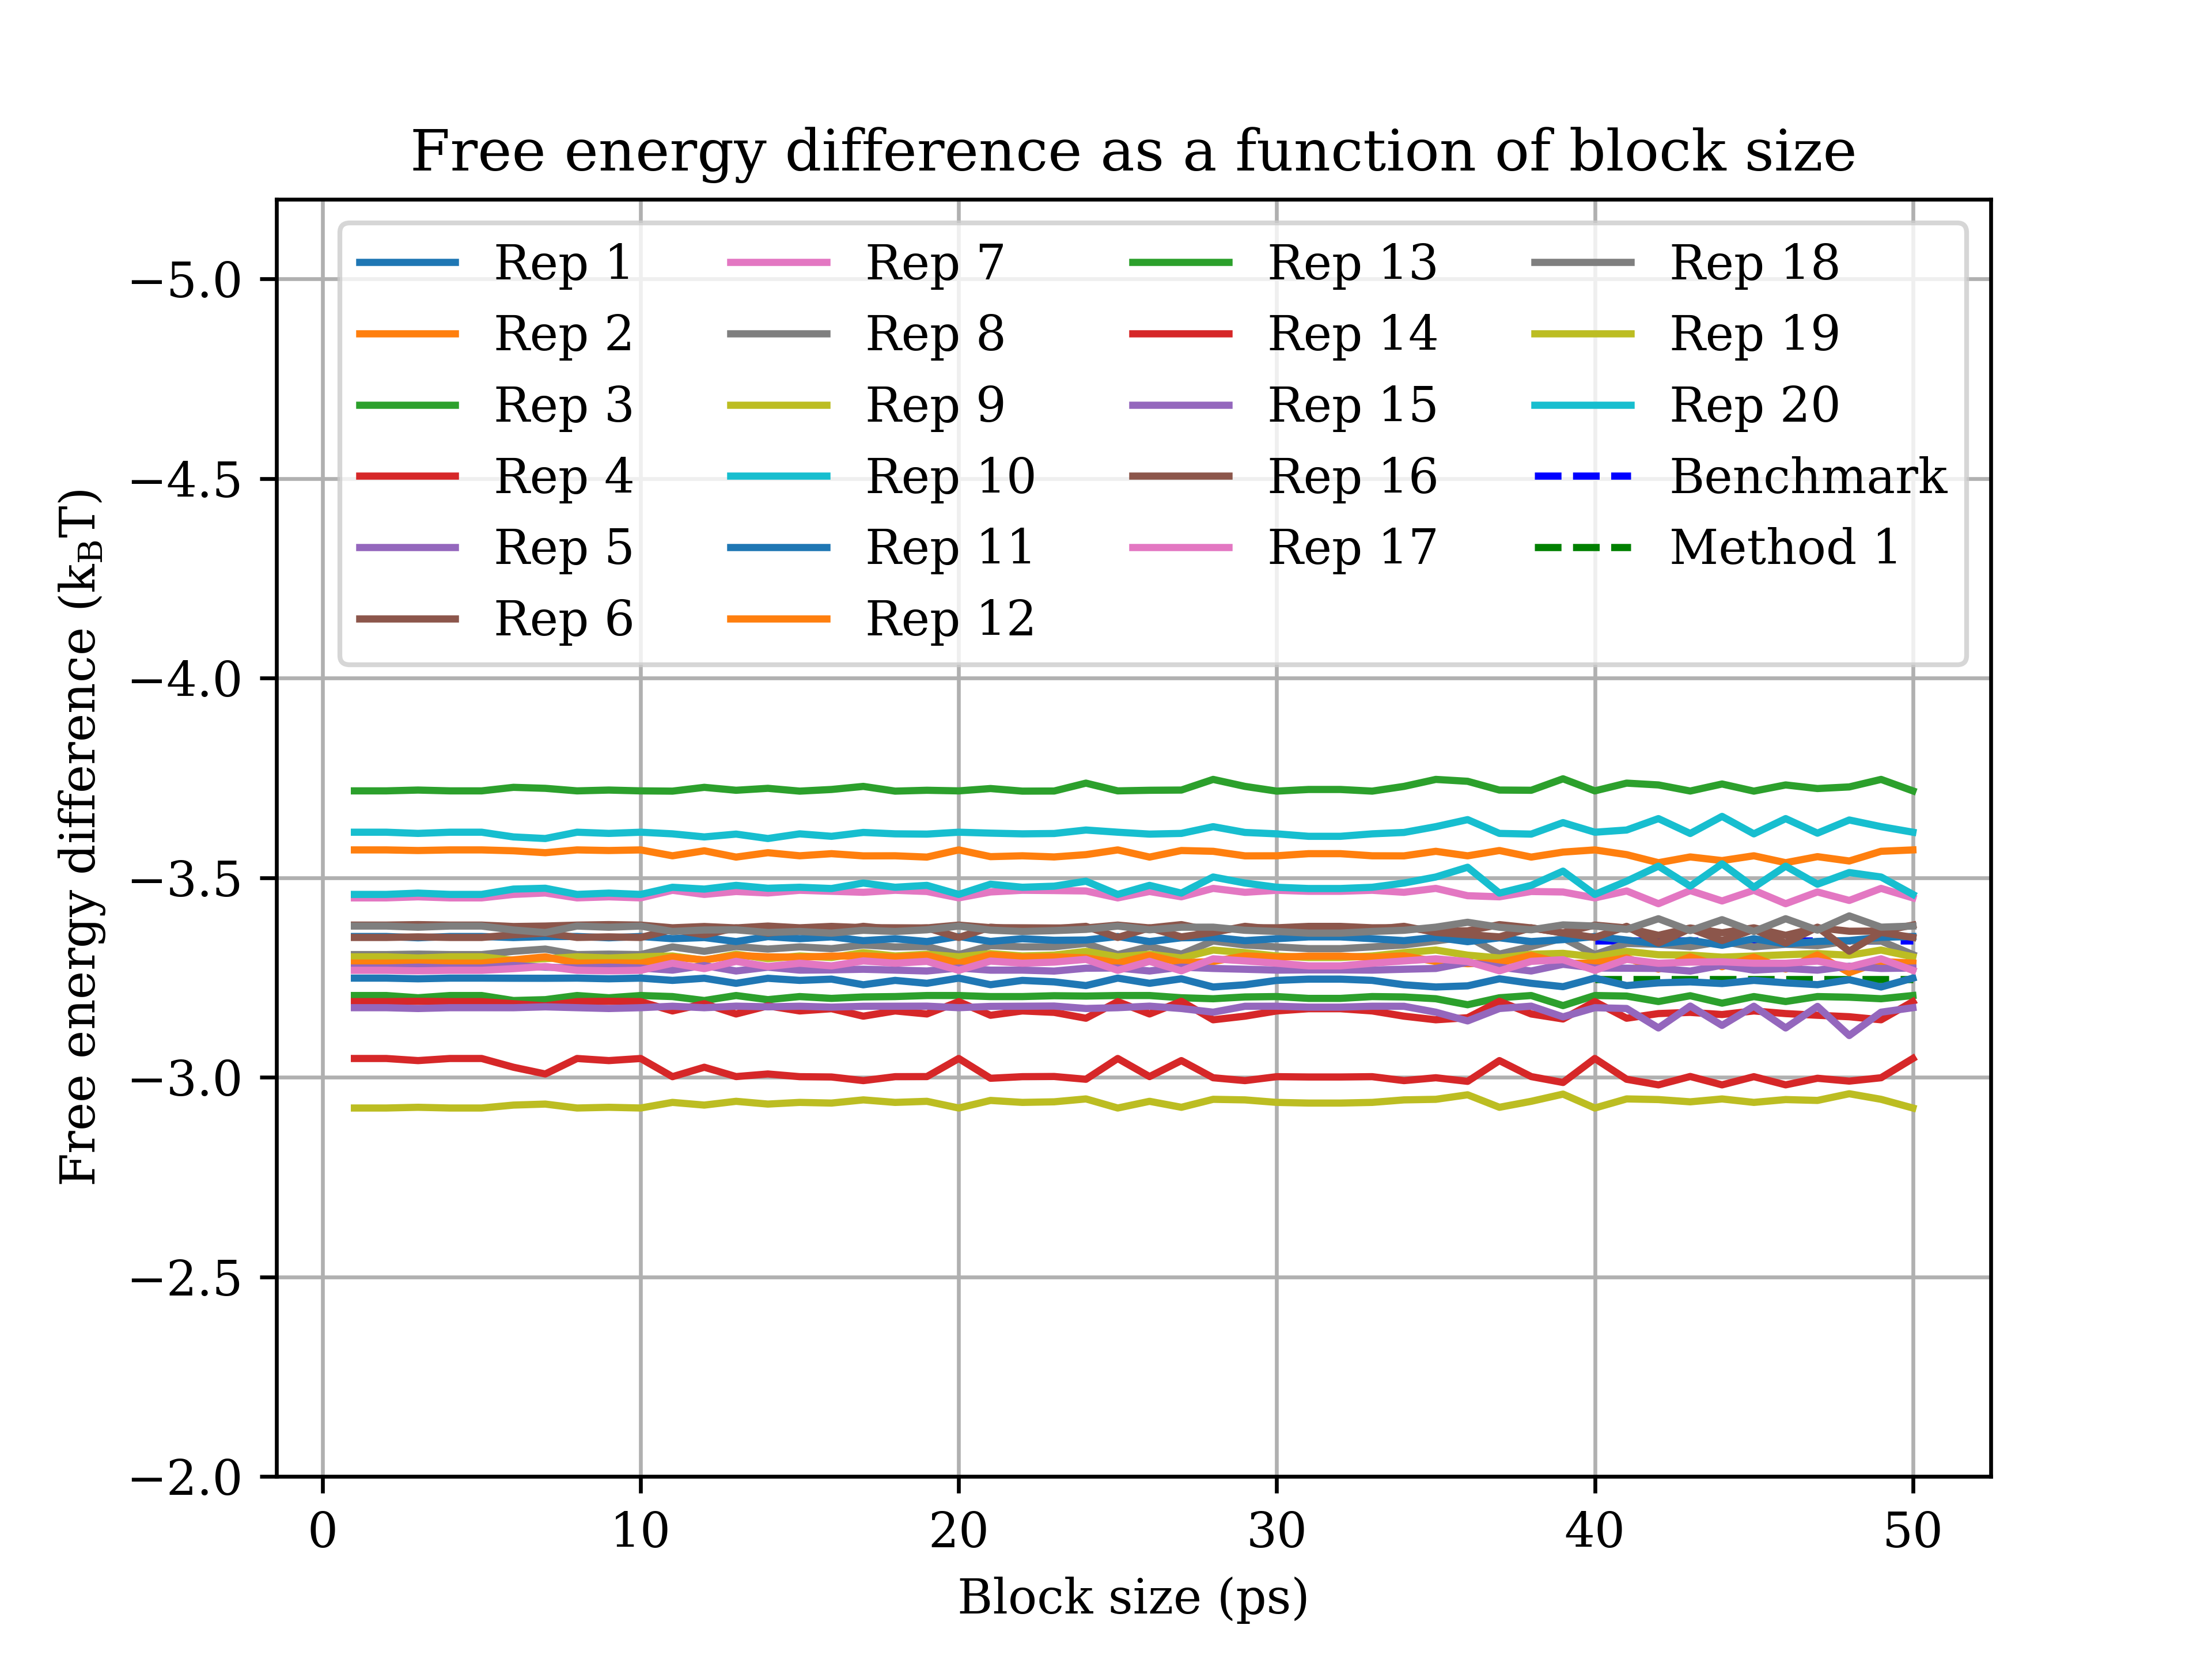 Free energy difference as a function of block size
Rep 1
Rep 2
Rep 3
Rep 4
Rep 5
Rep 6
Rep 7
Rep 8
Rep 9
Rep 10
Rep 11
Rep 12
Rep 13
Rep 14
Rep 15
Rep 16
Rep 17
Rep 18
Rep 19
Rep 20
Benchmark
Method 1
Free energy difference (k_BT)
−5.0
−4.5
−4.0
−3.5
−3.0
−2.5
−2.0
0 10 20 30 40 50
Block size (ps)